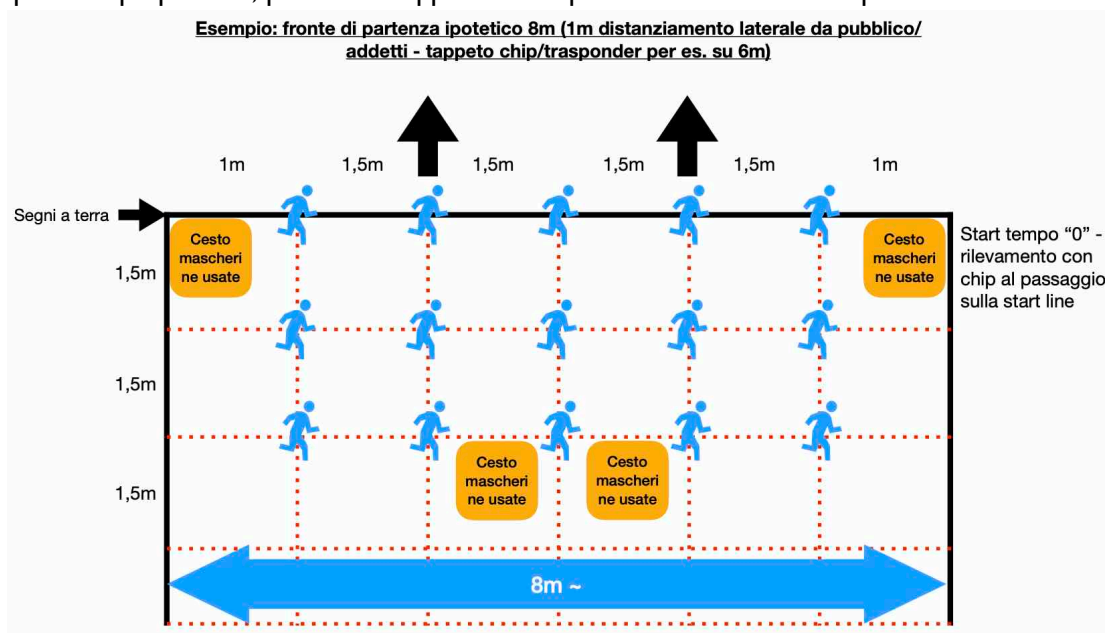 Esempio: fronte di partenza ipotetico 8m (1m distanziamento laterale da pubblico/
addetti - tappeto chip/trasponder per es. su 6m)
1m
1,5m
1,5m
1,5m
1,5m
1m
Segni a terra
Cesto
mascheri
ne usate
Cesto
mascheri
ne usate
Start tempo “0” -
rilevamento con
chip al passaggio
sulla start line
1,5m
1,5m
1,5m
Cesto
mascheri
ne usate
Cesto
mascheri
ne usate
8m ~